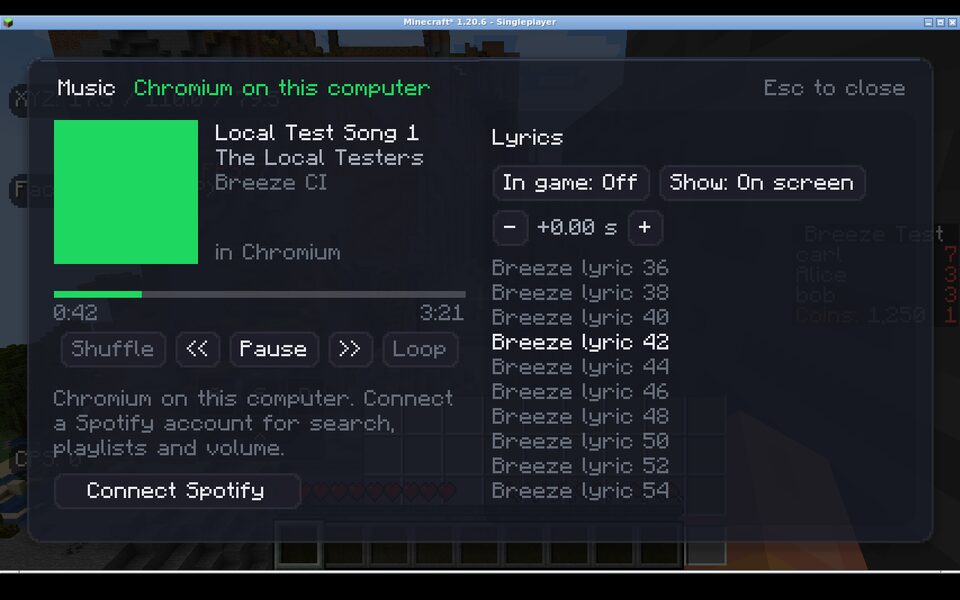 Minecraft* 1.20.6 - Singleplayer
Music Chromium on this computer
Esc to close
Local Test Song 1
The Local Testers
Breeze CI
in Chromium
0:42 3:21
Shuffle << Pause >> Loop
Chromium on this computer. Connect
a Spotify account for search,
playlists and volume.
Connect Spotify
Lyrics
In game: Off Show: On screen
- +0.00 s +
Breeze lyric 36
Breeze lyric 38
Breeze lyric 40
Breeze lyric 42
Breeze lyric 44
Breeze lyric 46
Breeze lyric 48
Breeze lyric 50
Breeze lyric 52
Breeze lyric 54
Breeze Test
carl 7
Alice 3
bob 3
Coins: 1,250 1